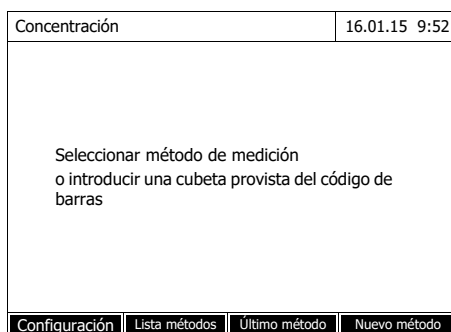 Concentración 16.01.15 9:52
Seleccionar método de medición
o introducir una cubeta provista del código de
barras
Configuración Lista métodos Último método Nuevo método